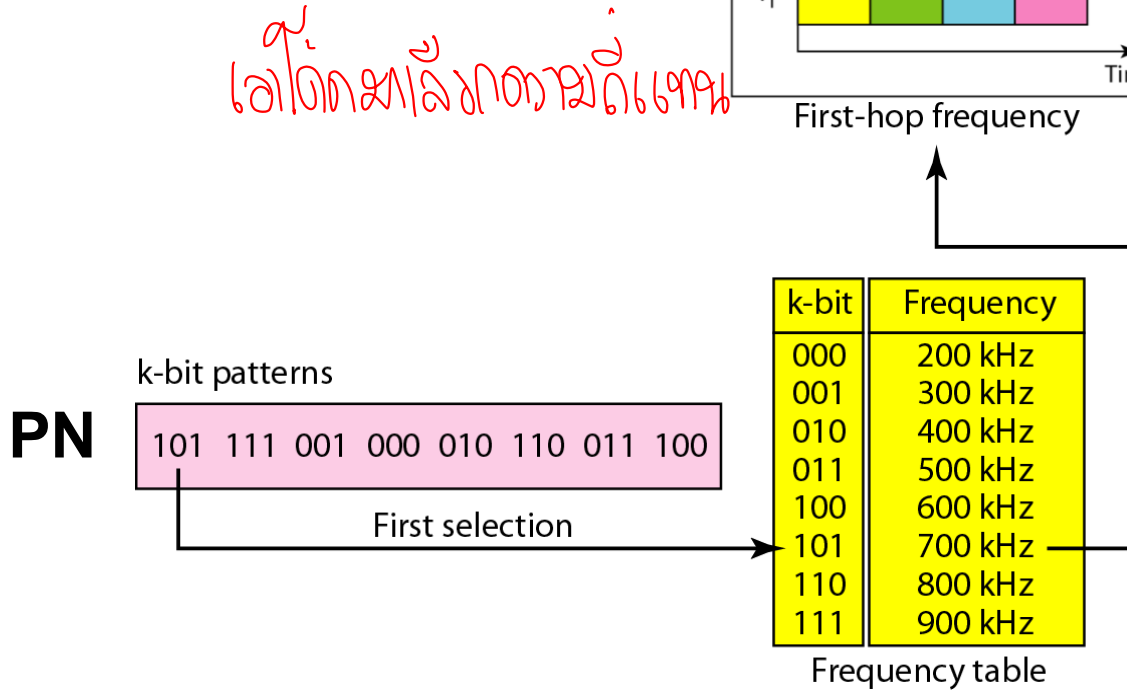 เอาโค้ดมาเลือกความถี่แทน
First-hop frequency
k-bit patterns
PN
101 111 001 000 010 110 011 100
First selection
k-bit Frequency
000 200 kHz
001 300 kHz
010 400 kHz
011 500 kHz
100 600 kHz
101 700 kHz
110 800 kHz
111 900 kHz
Frequency table